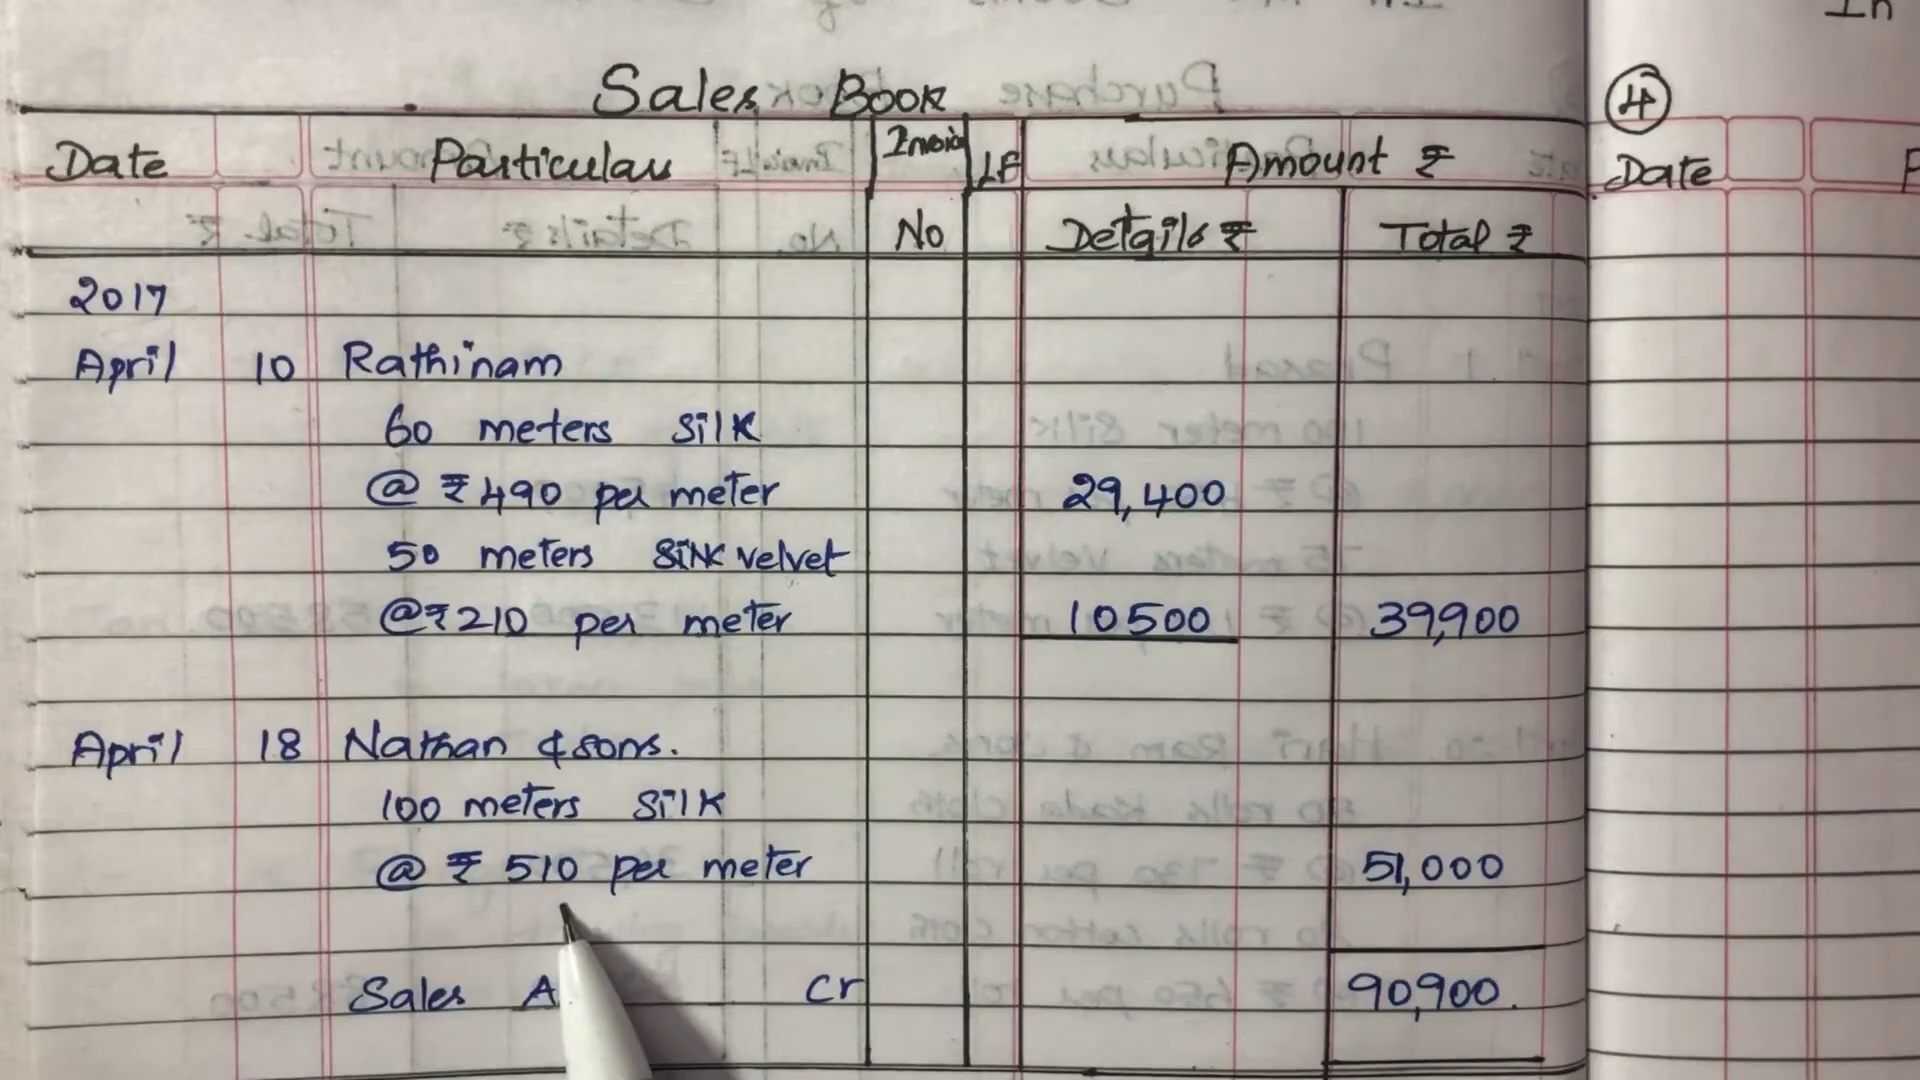 Sales Book
Date Particulars Invoice LF Amount ₹
No Details ₹ Total ₹
2017
April 10 Rathinam
60 meters Silk
@ ₹490 per meter 29,400
50 meters velvet
@₹210 per meter 10500 39,900
April 18 Nathan & sons.
100 meters Silk
@ ₹ 510 per meter 51,000
Sales A Cr 90,900.
4
Date
In